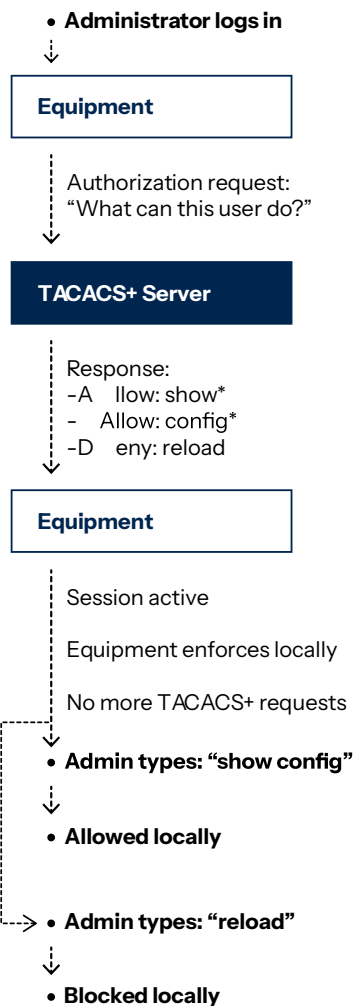 • Administrator logs in
Equipment
Authorization request:
“What can this user do?”
TACACS+ Server
Response:
-A llow: show*
- Allow: config*
-D eny: reload
Equipment
Session active
Equipment enforces locally
No more TACACS+ requests
• Admin types: “show config”
• Allowed locally
• Admin types: “reload”
• Blocked locally